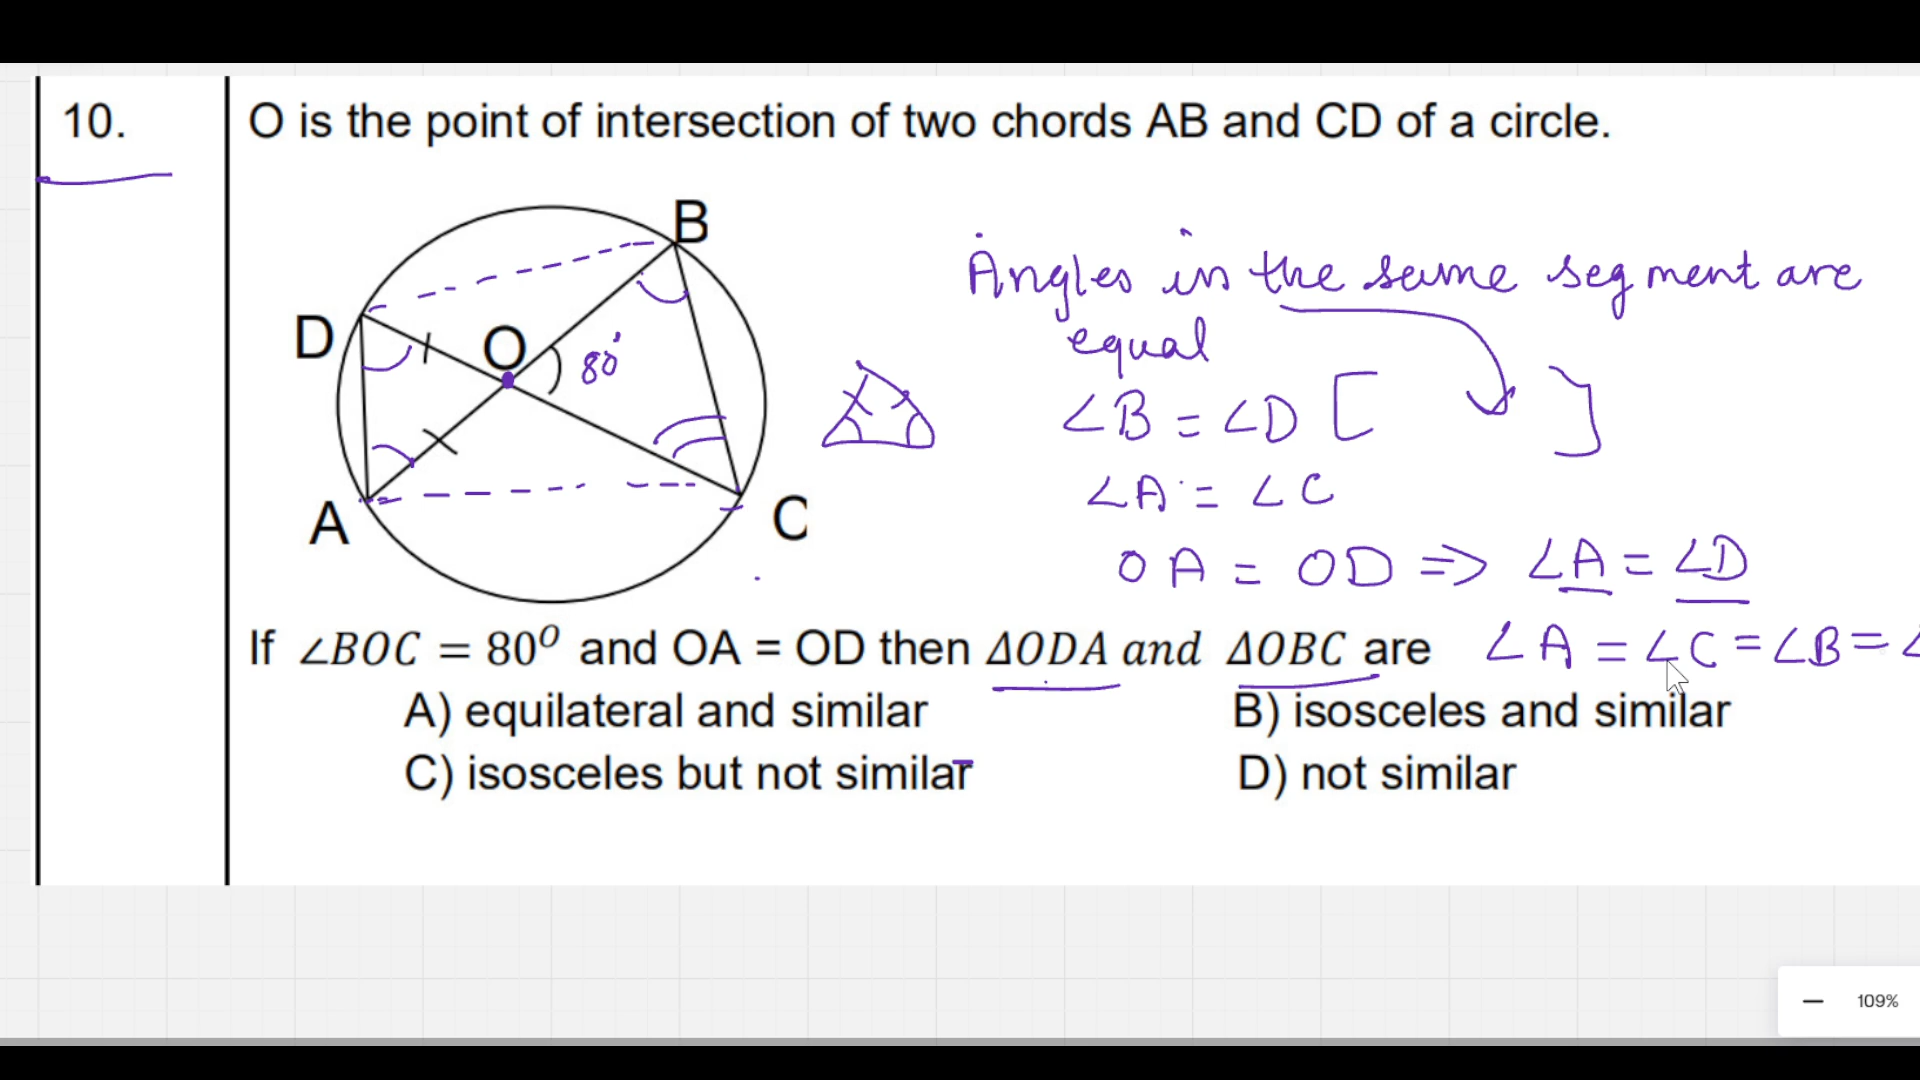 10.
O is the point of intersection of two chords AB and CD of a circle.
B
D
O
80°
A
C
Angles in the same segment are
equal
∠B = ∠D [ ]
∠A = ∠C
OA = OD ⇒ ∠A = ∠D
∠A = ∠C = ∠B = ∠
If ∠BOC = 80⁰ and OA = OD then ΔODA and ΔOBC are
A) equilateral and similar
B) isosceles and similar
C) isosceles but not similar
D) not similar
109%